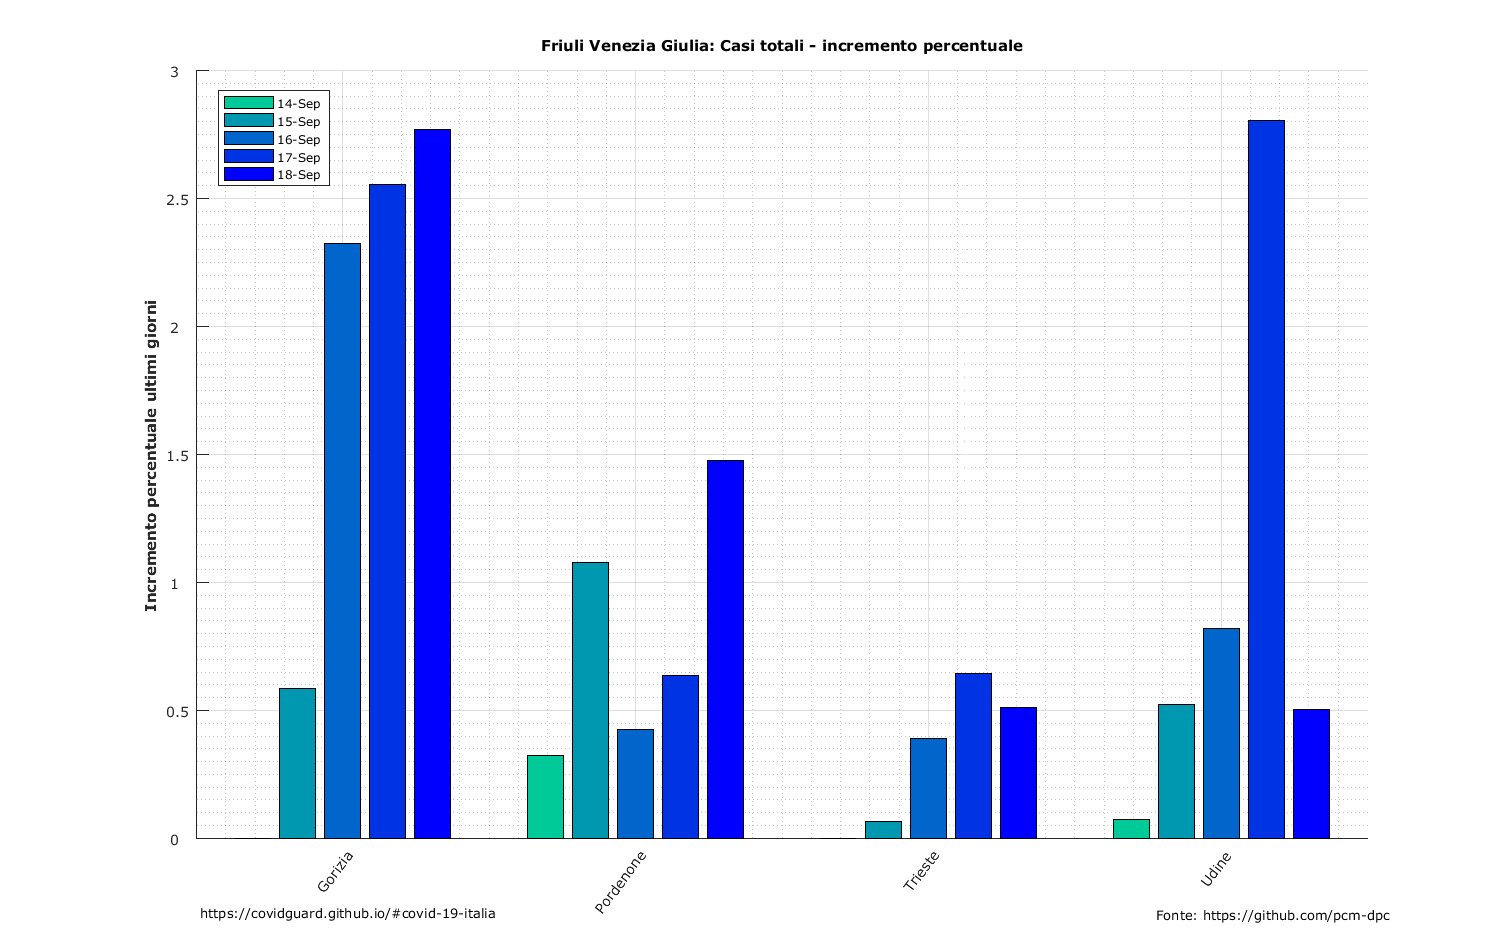 Friuli Venezia Giulia: Casi totali - incremento percentuale
3
2.5
2
1.5
1
0.5
0
Incremento percentuale ultimi giorni
14-Sep
15-Sep
16-Sep
17-Sep
18-Sep
Gorizia
Pordenone
Trieste
Udine
https://covidguard.github.io/#covid-19-italia
Fonte: https://github.com/pcm-dpc